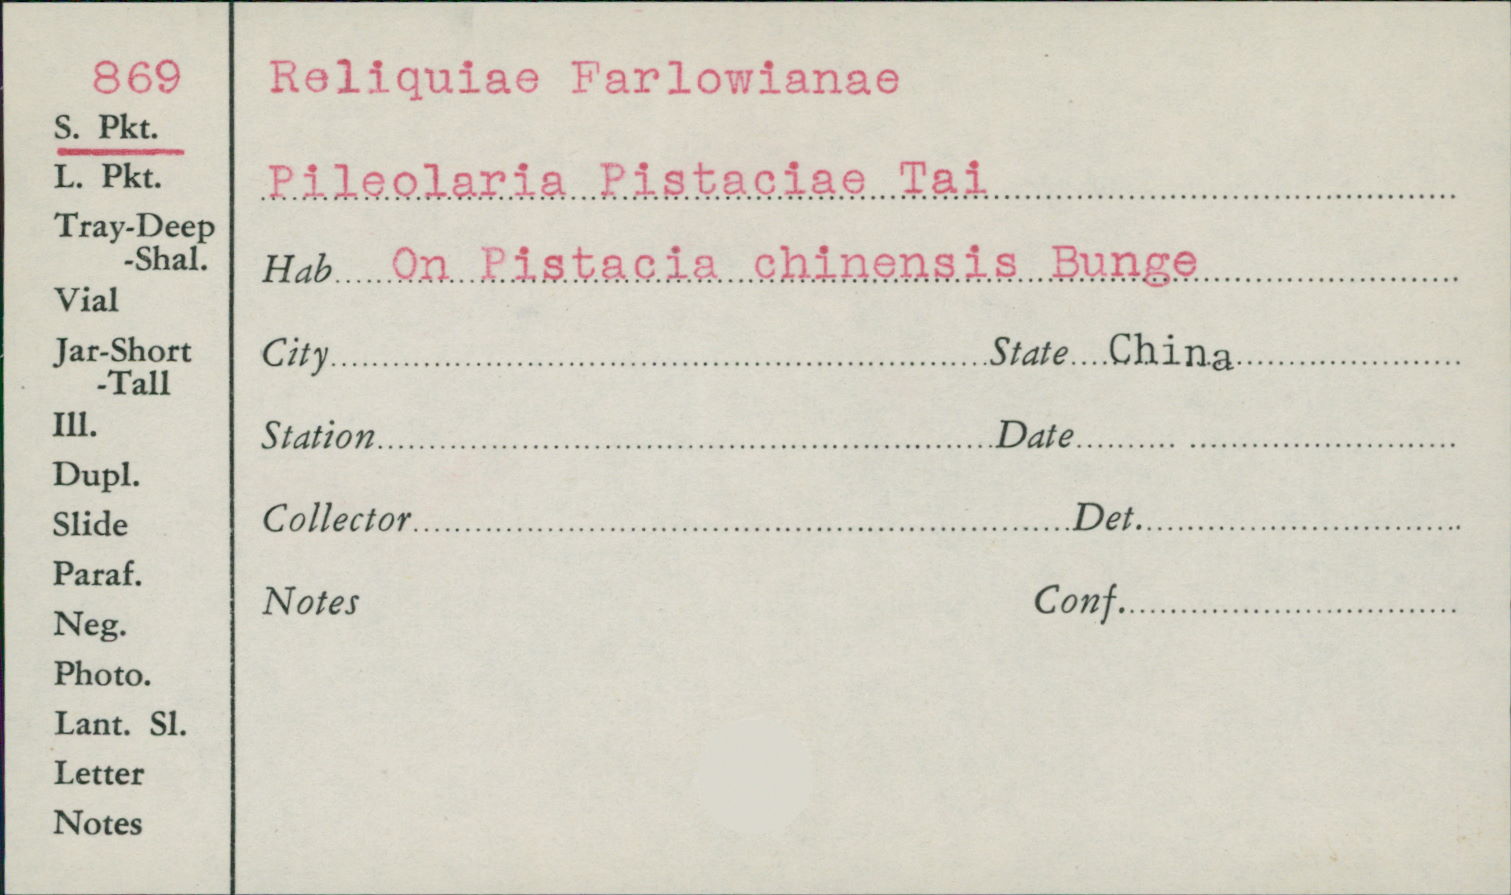 869
S. Pkt.
L. Pkt.
Tray-Deep
-Shal.
Vial
Jar-Short
-Tall
Ill.
Dupl.
Slide
Paraf.
Neg.
Photo.
Lant. Sl.
Letter
Notes
Reliquiae Farlowianae
Pileolaria Pistaciae Tai
Hab. On Pistacia chinensis Bunge
City State China
Station Date
Collector Det.
Notes Conf.